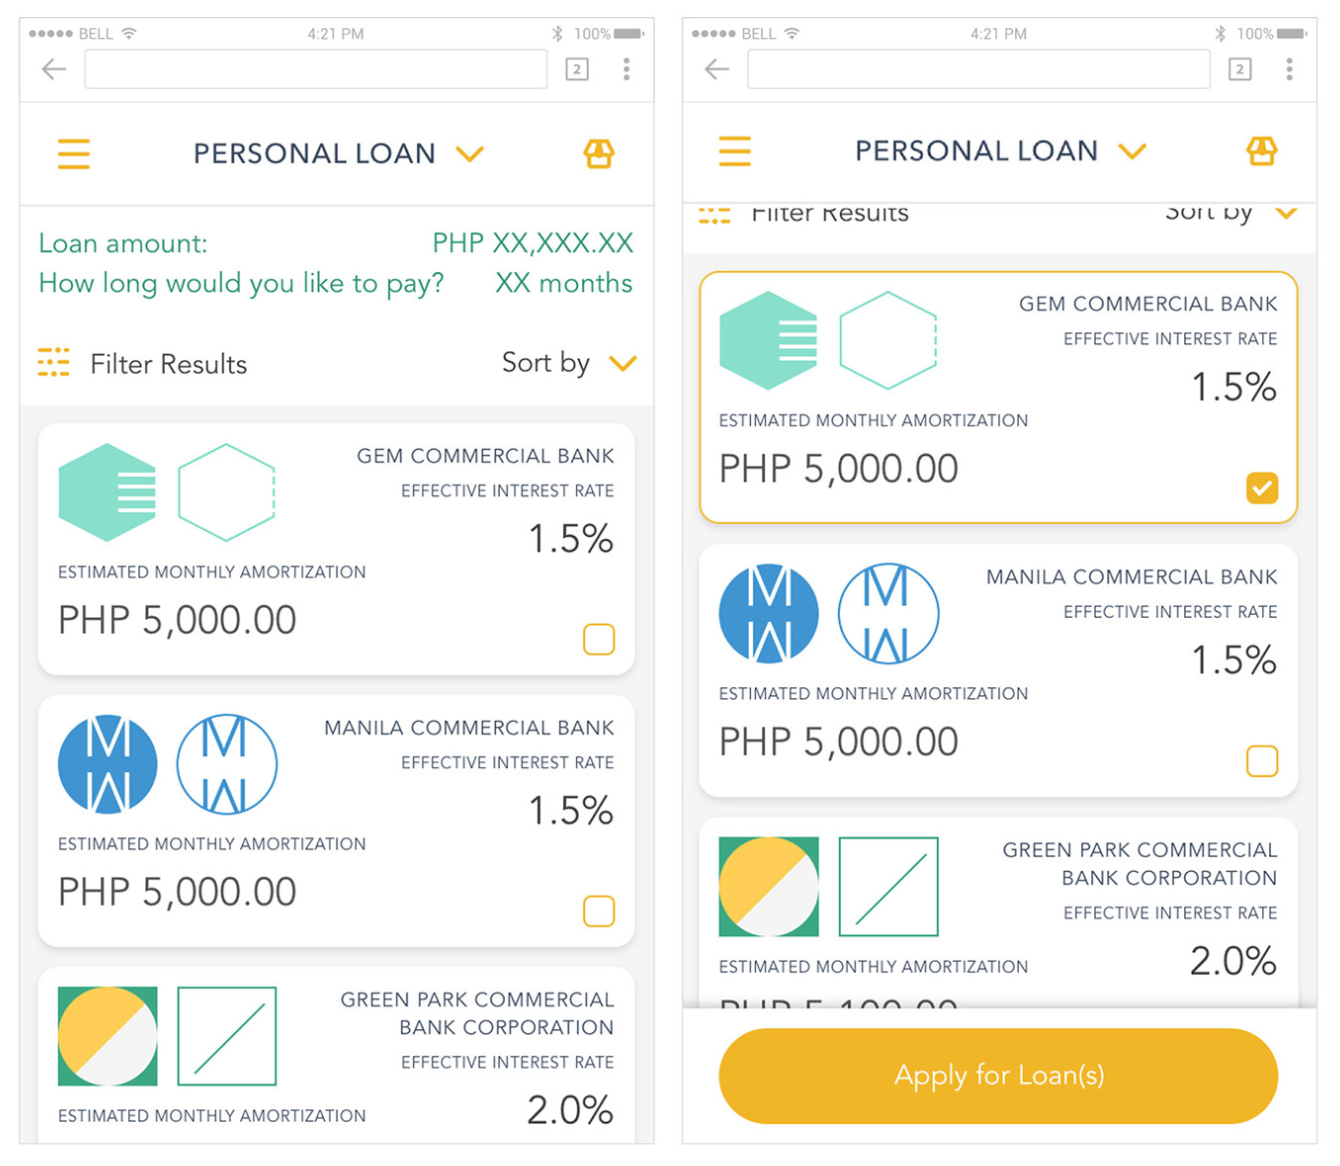 BELL 4:21 PM 100%
2
PERSONAL LOAN
Loan amount: PHP XX,XXX.XX
How long would you like to pay? XX months
Filter Results Sort by
GEM COMMERCIAL BANK
EFFECTIVE INTEREST RATE
1.5%
ESTIMATED MONTHLY AMORTIZATION
PHP 5,000.00
MANILA COMMERCIAL BANK
EFFECTIVE INTEREST RATE
1.5%
ESTIMATED MONTHLY AMORTIZATION
PHP 5,000.00
GREEN PARK COMMERCIAL
BANK CORPORATION
EFFECTIVE INTEREST RATE
2.0%
ESTIMATED MONTHLY AMORTIZATION
BELL 4:21 PM 100%
2
PERSONAL LOAN
Filter Results Sort by
GEM COMMERCIAL BANK
EFFECTIVE INTEREST RATE
1.5%
ESTIMATED MONTHLY AMORTIZATION
PHP 5,000.00
MANILA COMMERCIAL BANK
EFFECTIVE INTEREST RATE
1.5%
ESTIMATED MONTHLY AMORTIZATION
PHP 5,000.00
GREEN PARK COMMERCIAL
BANK CORPORATION
EFFECTIVE INTEREST RATE
2.0%
ESTIMATED MONTHLY AMORTIZATION
PHP 5,100.00
Apply for Loan(s)